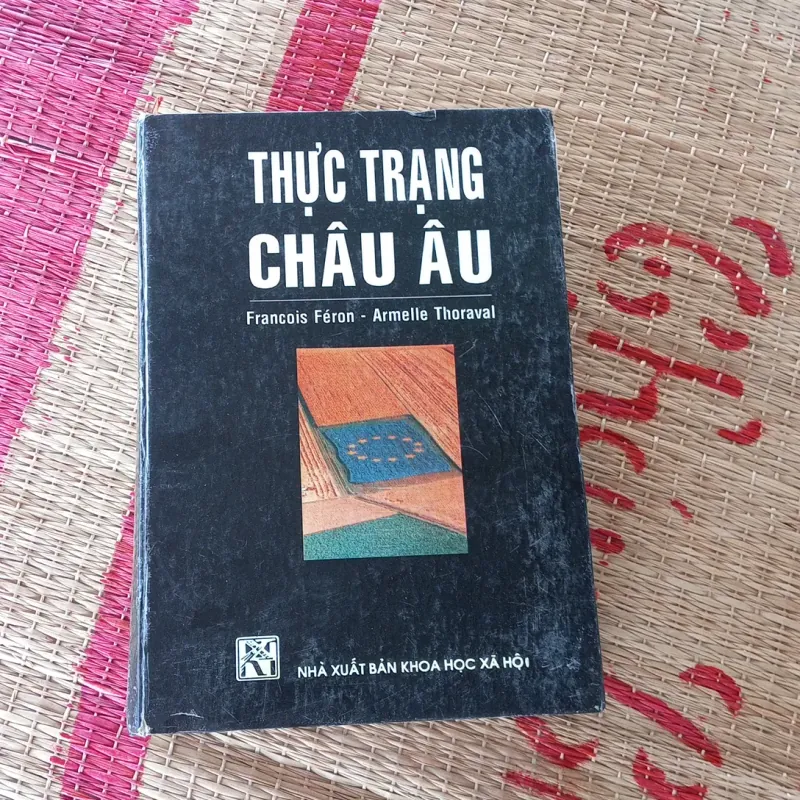 THỰC TRẠNG
CHÂU ÂU
Francois Féron - Armelle Thoraval
NHÀ XUẤT BẢN KHOA HỌC XÃ HỘI